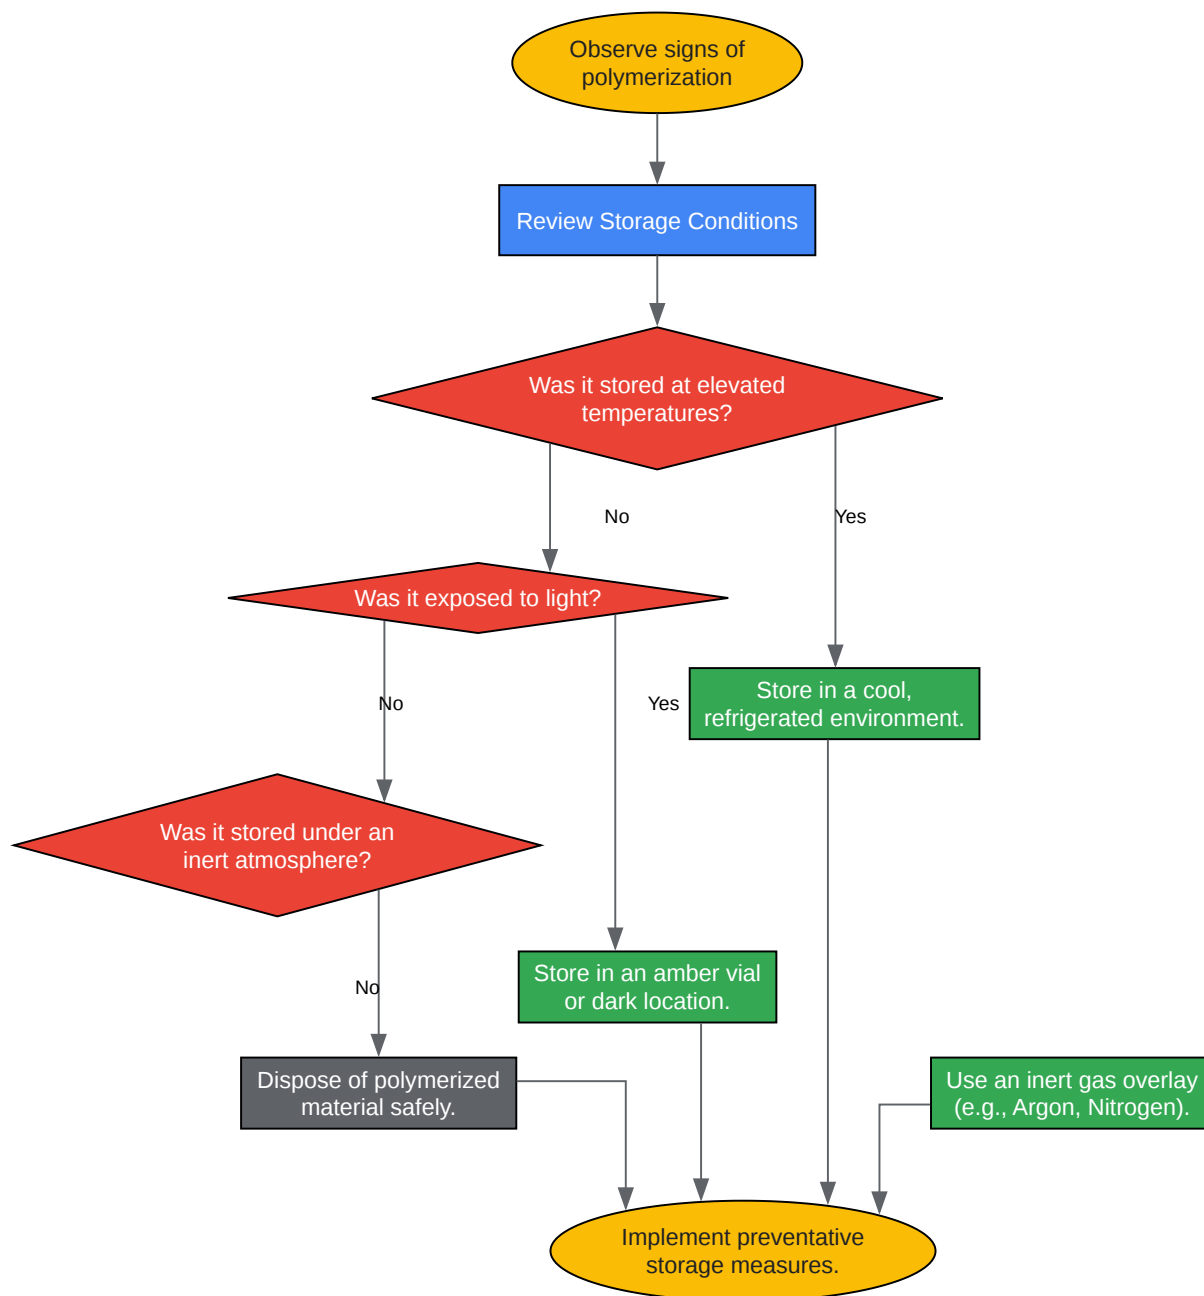 Observe signs of
polymerization
Review Storage Conditions
Was it stored at elevated
temperatures?
No
Yes
Was it exposed to light?
Store in a cool,
refrigerated environment.
No
Yes
Was it stored under an
inert atmosphere?
Store in an amber vial
or dark location.
No
Dispose of polymerized
material safely.
Use an inert gas overlay
(e.g., Argon, Nitrogen).
Implement preventative
storage measures.